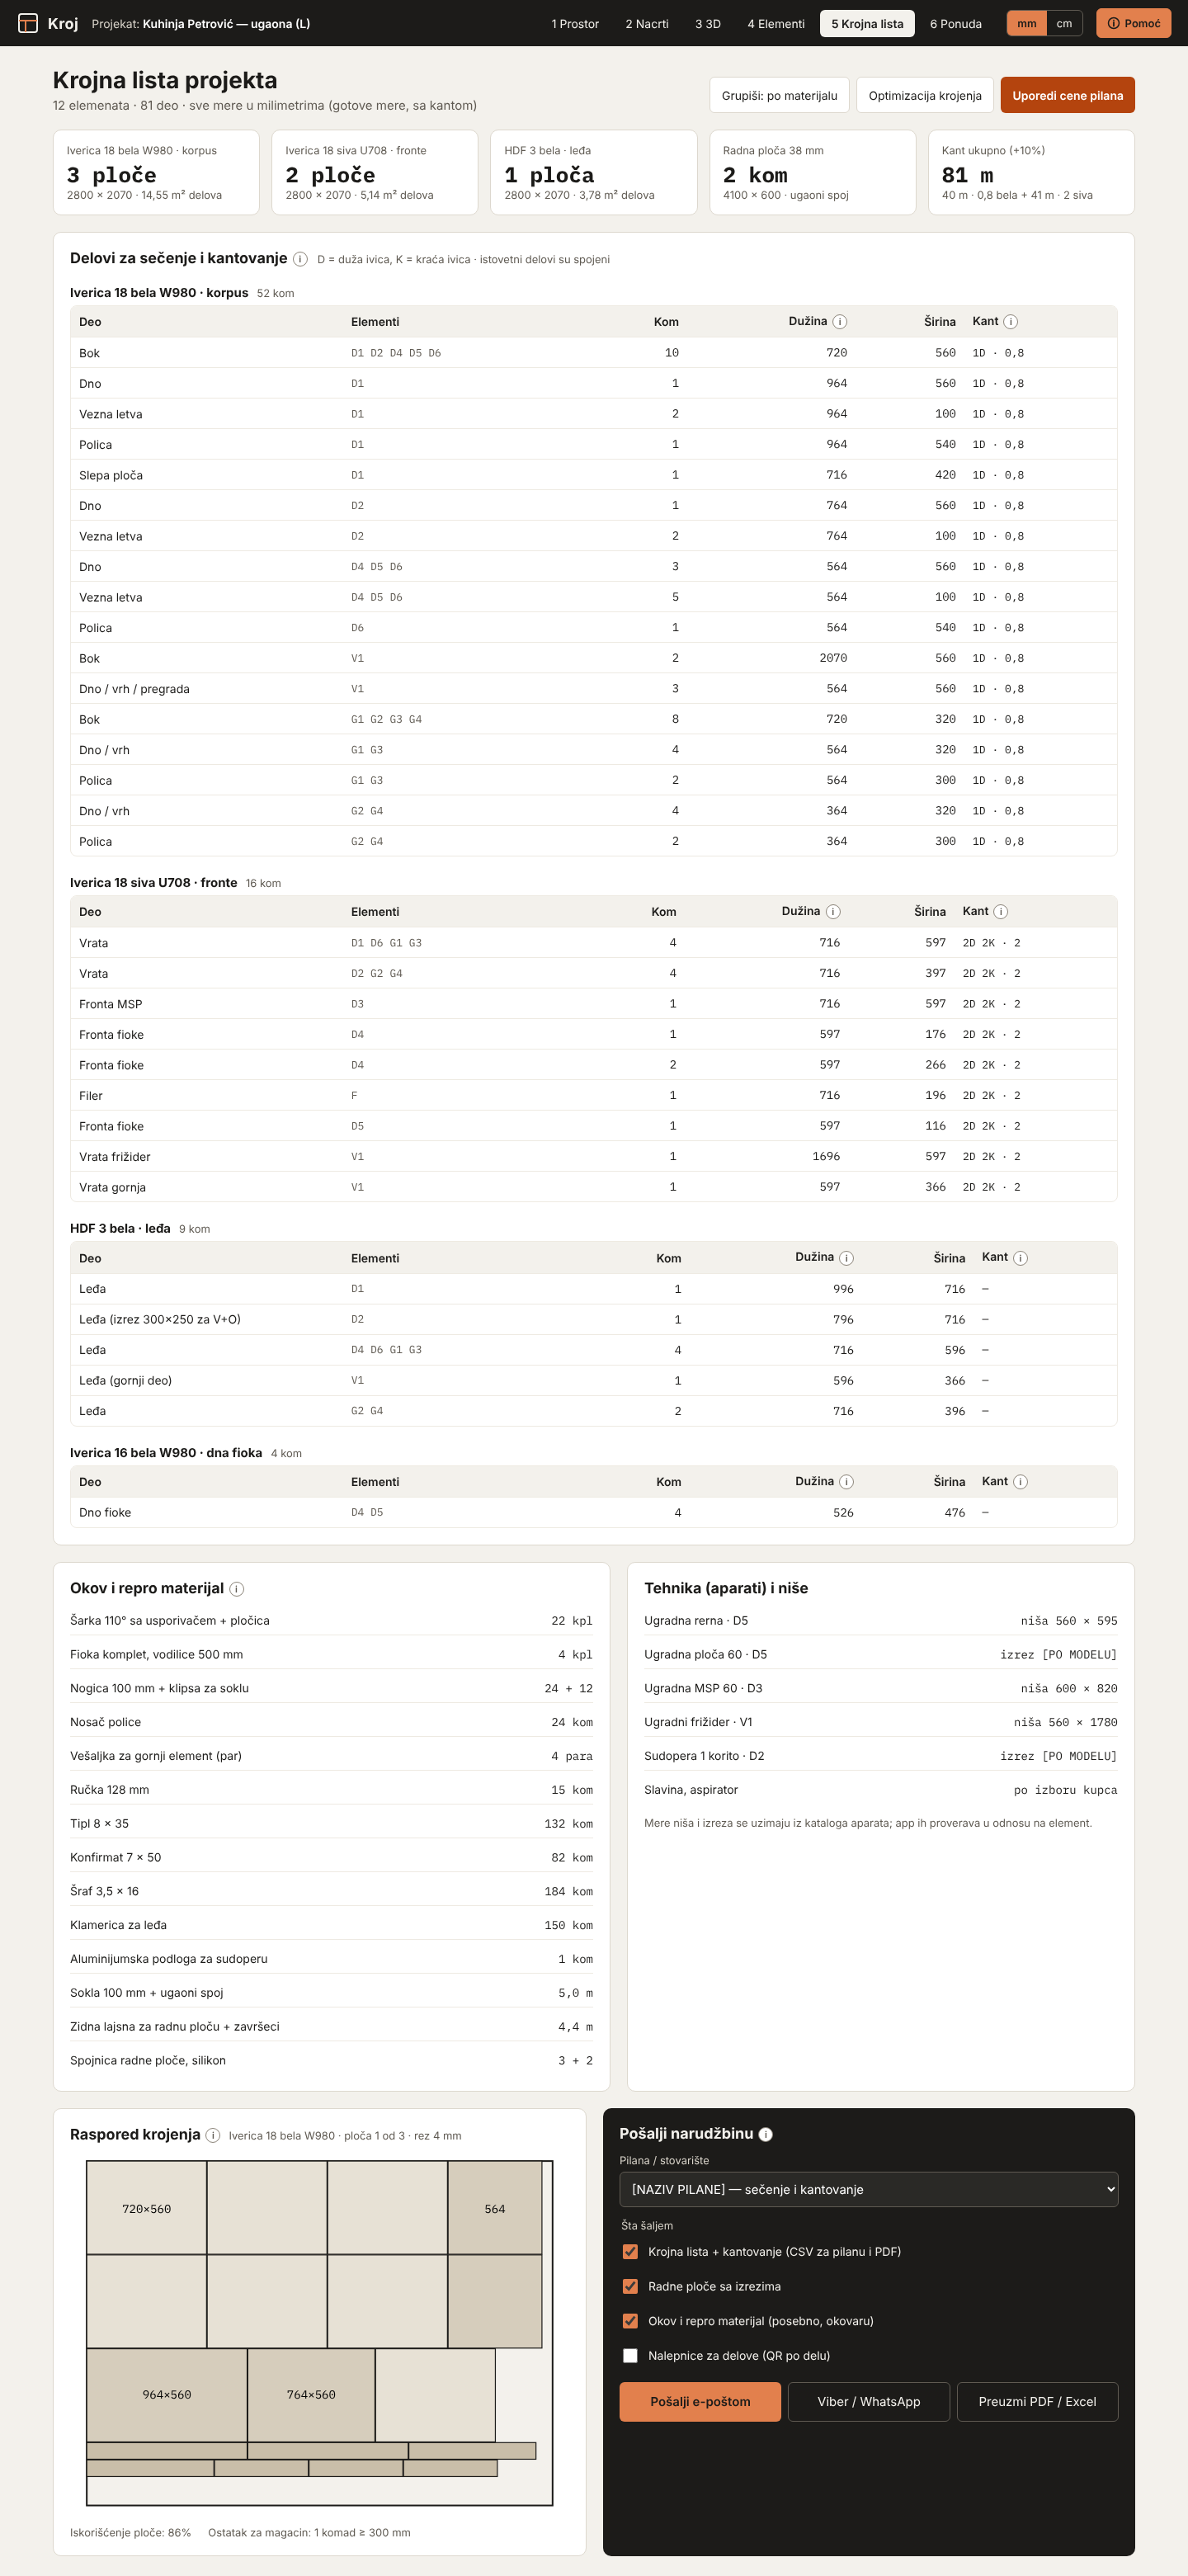 Kroj Projekat: Kuhinja Petrović — ugaona (L) 1 Prostor 2 Nacrti 3 3D 4 Elementi 5 Krojna lista 6 Ponuda mm cm Pomoć
Krojna lista projekta
12 elemenata · 81 deo · sve mere u milimetrima (gotove mere, sa kantom)
Grupiši: po materijalu Optimizacija krojenja Uporedi cene pilana
Iverica 18 bela W980 · korpus
3 ploče
2800 × 2070 · 14,55 m² delova
Iverica 18 siva U708 · fronte
2 ploče
2800 × 2070 · 5,14 m² delova
HDF 3 bela · leđa
1 ploča
2800 × 2070 · 3,78 m² delova
Radna ploča 38 mm
2 kom
4100 × 600 · ugaoni spoj
Kant ukupno (+10%)
81 m
40 m · 0,8 bela + 41 m · 2 siva
Delovi za sečenje i kantovanje i D = duža ivica, K = kraća ivica · istovetni delovi su spojeni
Iverica 18 bela W980 · korpus 52 kom
Deo Elementi Kom Dužina i Širina Kant i
Bok D1 D2 D4 D5 D6 10 720 560 1D · 0,8
Dno D1 1 964 560 1D · 0,8
Vezna letva D1 2 964 100 1D · 0,8
Polica D1 1 964 540 1D · 0,8
Slepa ploča D1 1 716 420 1D · 0,8
Dno D2 1 764 560 1D · 0,8
Vezna letva D2 2 764 100 1D · 0,8
Dno D4 D5 D6 3 564 560 1D · 0,8
Vezna letva D4 D5 D6 5 564 100 1D · 0,8
Polica D6 1 564 540 1D · 0,8
Bok V1 2 2070 560 1D · 0,8
Dno / vrh / pregrada V1 3 564 560 1D · 0,8
Bok G1 G2 G3 G4 8 720 320 1D · 0,8
Dno / vrh G1 G3 4 564 320 1D · 0,8
Polica G1 G3 2 564 300 1D · 0,8
Dno / vrh G2 G4 4 364 320 1D · 0,8
Polica G2 G4 2 364 300 1D · 0,8
Iverica 18 siva U708 · fronte 16 kom
Deo Elementi Kom Dužina i Širina Kant i
Vrata D1 D6 G1 G3 4 716 597 2D 2K · 2
Vrata D2 G2 G4 4 716 397 2D 2K · 2
Fronta MSP D3 1 716 597 2D 2K · 2
Fronta fioke D4 1 597 176 2D 2K · 2
Fronta fioke D4 2 597 266 2D 2K · 2
Filer F 1 716 196 2D 2K · 2
Fronta fioke D5 1 597 116 2D 2K · 2
Vrata frižider V1 1 1696 597 2D 2K · 2
Vrata gornja V1 1 597 366 2D 2K · 2
HDF 3 bela · leđa 9 kom
Deo Elementi Kom Dužina i Širina Kant i
Leđa D1 1 996 716 —
Leđa (izrez 300×250 za V+O) D2 1 796 716 —
Leđa D4 D6 G1 G3 4 716 596 —
Leđa (gornji deo) V1 1 596 366 —
Leđa G2 G4 2 716 396 —
Iverica 16 bela W980 · dna fioka 4 kom
Deo Elementi Kom Dužina i Širina Kant i
Dno fioke D4 D5 4 526 476 —
Okov i repro materijal i
Šarka 110° sa usporivačem + pločica 22 kpl
Fioka komplet, vodilice 500 mm 4 kpl
Nogica 100 mm + klipsa za soklu 24 + 12
Nosač police 24 kom
Vešaljka za gornji element (par) 4 para
Ručka 128 mm 15 kom
Tipl 8 × 35 132 kom
Konfirmat 7 × 50 82 kom
Šraf 3,5 × 16 184 kom
Klamerica za leđa 150 kom
Aluminijumska podloga za sudoperu 1 kom
Sokla 100 mm + ugaoni spoj 5,0 m
Zidna lajsna za radnu ploču + završeci 4,4 m
Spojnica radne ploče, silikon 3 + 2
Tehnika (aparati) i niše
Ugradna rerna · D5 niša 560 × 595
Ugradna ploča 60 · D5 izrez [PO MODELU]
Ugradna MSP 60 · D3 niša 600 × 820
Ugradni frižider · V1 niša 560 × 1780
Sudopera 1 korito · D2 izrez [PO MODELU]
Slavina, aspirator po izboru kupca
Mere niša i izreza se uzimaju iz kataloga aparata; app ih proverava u odnosu na element.
Raspored krojenja i Iverica 18 bela W980 · ploča 1 od 3 · rez 4 mm
720×560 564
964×560 764×560
Iskorišćenje ploče: 86% Ostatak za magacin: 1 komad ≥ 300 mm
Pošalji narudžbinu i
Pilana / stovarište
[NAZIV PILANE] — sečenje i kantovanje
Šta šaljem
Krojna lista + kantovanje (CSV za pilanu i PDF)
Radne ploče sa izrezima
Okov i repro materijal (posebno, okovaru)
Nalepnice za delove (QR po delu)
Pošalji e-poštom Viber / WhatsApp Preuzmi PDF / Excel